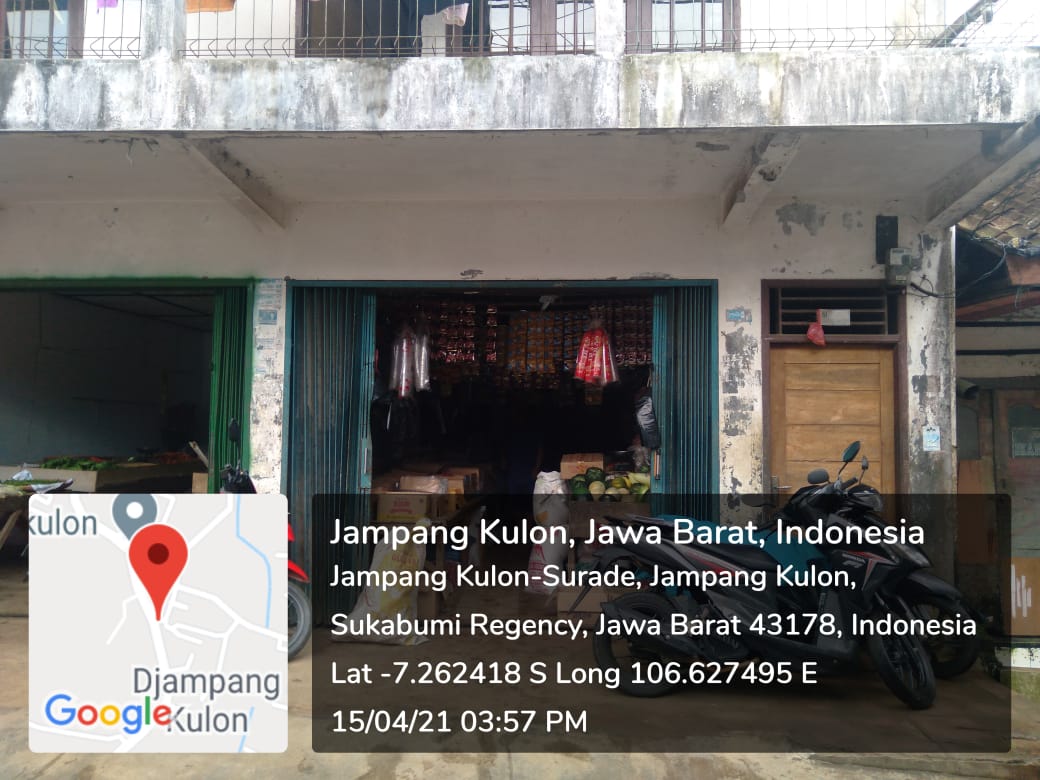 Jampang Kulon, Jawa Barat, Indonesia
Jampang Kulon-Surade, Jampang Kulon,
Sukabumi Regency, Jawa Barat 43178, Indonesia
Lat -7.262418 S Long 106.627495 E
15/04/21 03:57 PM
kulon
Djampang
Kulon
Google